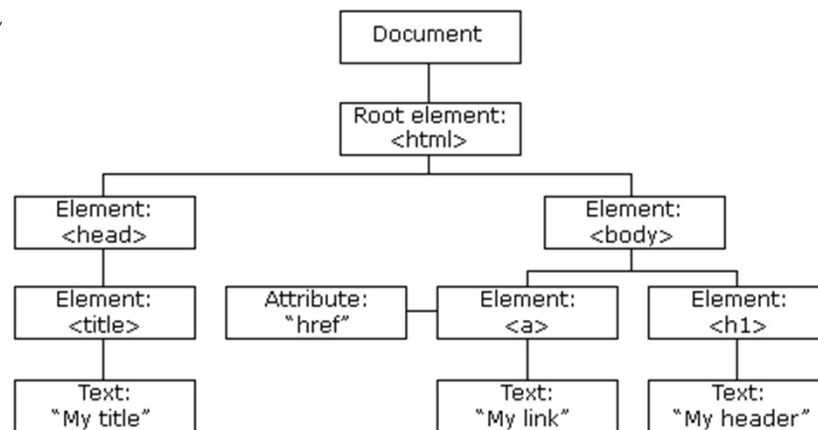 Document
Root element:
<html>
Element:
<head>
Element:
<body>
Element:
<title>
Attribute:
“href”
Element:
<a>
Element:
<h1>
Text:
“My title”
Text:
“My link”
Text:
“My header”